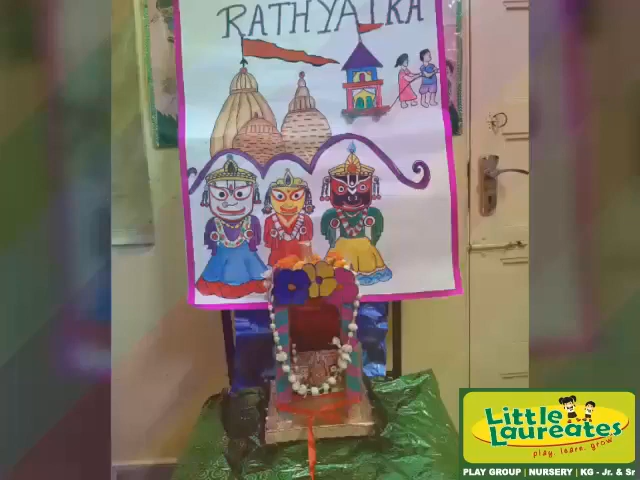 RATHYATRA
Little
Laureates
play, learn, grow
PLAY GROUP | NURSERY | KG - Jr. & Sr